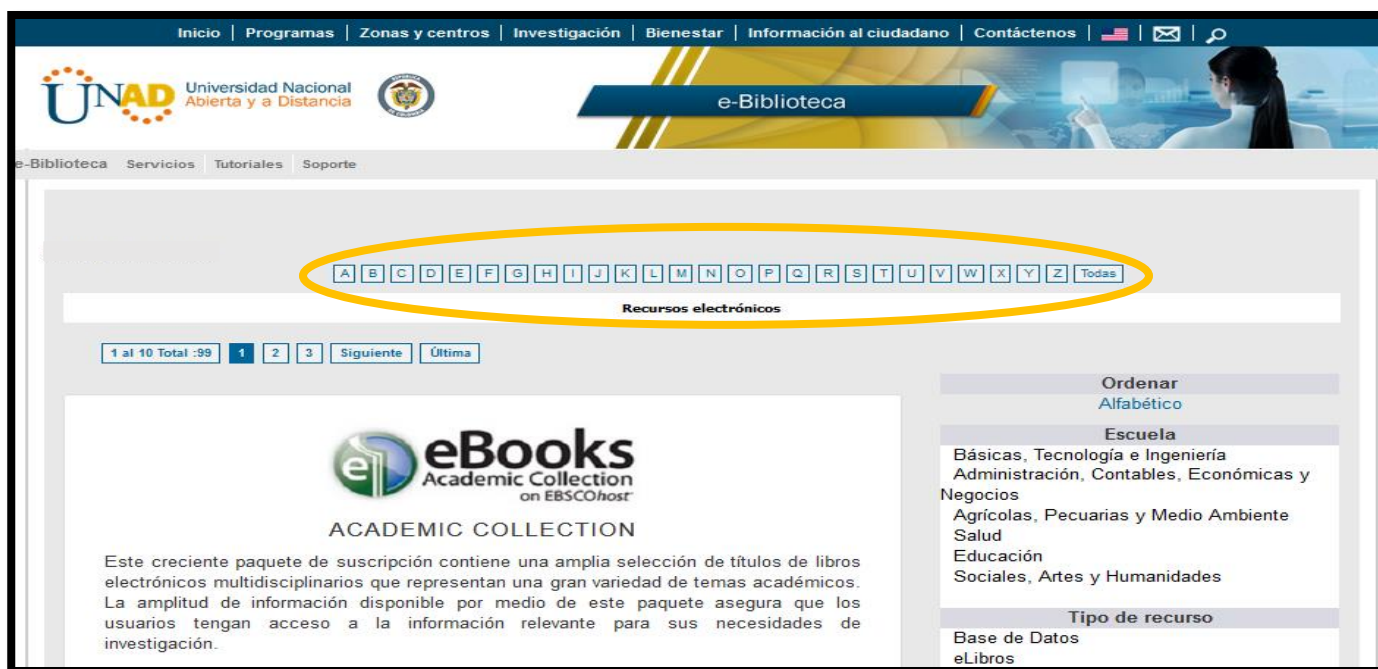 Inicio | Programas | Zonas y centros | Investigación | Bienestar | Información al ciudadano | Contáctenos
UNAD Universidad Nacional
Abierta y a Distancia
e-Biblioteca
e-Biblioteca Servicios Tutoriales Soporte
A B C D E F G H I J K L M N O P Q R S T U V W X Y Z Todas
Recursos electrónicos
1 al 10 Total :99 1 2 3 Siguiente Última
eBooks
Academic Collection
on EBSCOhost
ACADEMIC COLLECTION
Este creciente paquete de suscripción contiene una amplia selección de títulos de libros
electrónicos multidisciplinarios que representan una gran variedad de temas académicos.
La amplitud de información disponible por medio de este paquete asegura que los
usuarios tengan acceso a la información relevante para sus necesidades de
investigación.
Ordenar
Alfabético
Escuela
Básicas, Tecnología e Ingeniería
Administración, Contables, Económicas y
Negocios
Agrícolas, Pecuarias y Medio Ambiente
Salud
Educación
Sociales, Artes y Humanidades
Tipo de recurso
Base de Datos
eLibros